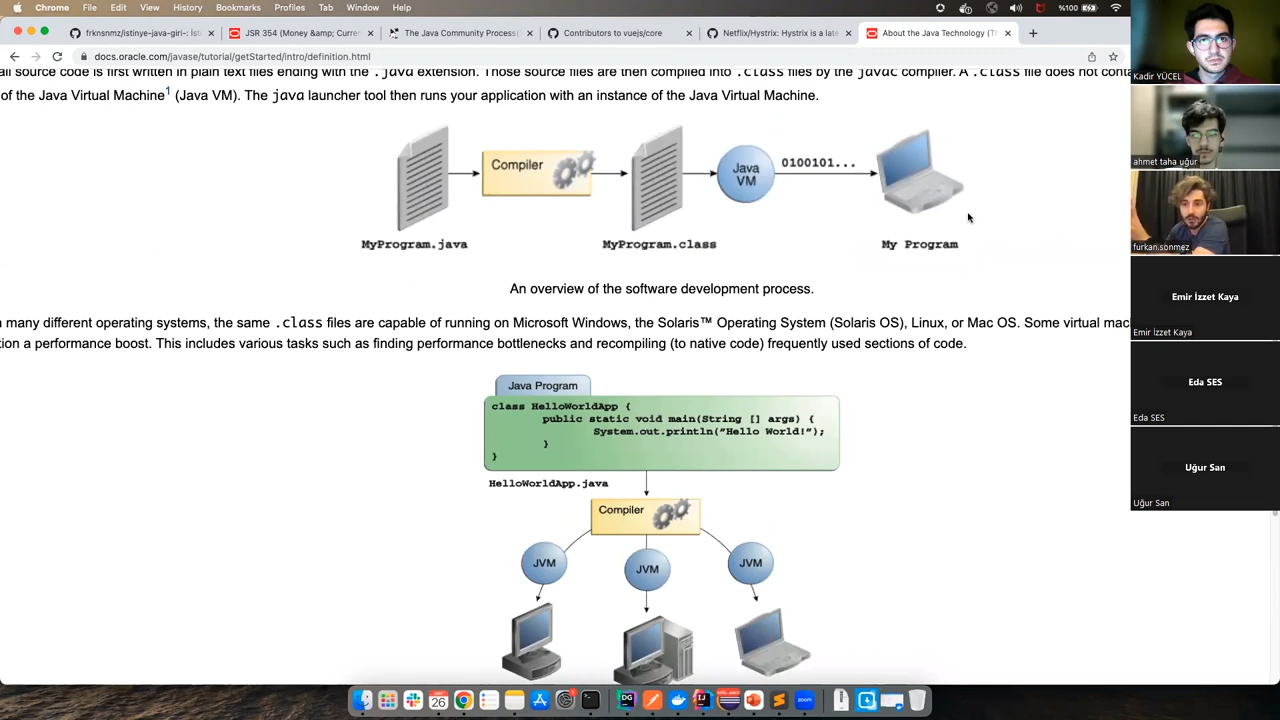 Chrome File Edit View History Bookmarks Profiles Tab Window Help %100
frknsnmz/istinye-java-giri-: İst
JSR 354 (Money &amp; Curren
The Java Community Process(
Contributors to vuejs/core
Netflix/Hystrix: Hystrix is a late
About the Java Technology (Th
docs.oracle.com/javase/tutorial/getStarted/intro/definition.html
all source code is first written in plain text files ending with the .java extension. Those source files are then compiled into .class files by the javac compiler. A .class file does not conta
of the Java Virtual Machine1 (Java VM). The java launcher tool then runs your application with an instance of the Java Virtual Machine.
Compiler
Java
VM
0100101...
MyProgram.java
MyProgram.class
My Program
An overview of the software development process.
n many different operating systems, the same .class files are capable of running on Microsoft Windows, the Solaris™ Operating System (Solaris OS), Linux, or Mac OS. Some virtual mac
tion a performance boost. This includes various tasks such as finding performance bottlenecks and recompiling (to native code) frequently used sections of code.
Java Program
class HelloWorldApp {
public static void main(String [] args) {
System.out.println("Hello World!");
}
}
HelloWorldApp.java
Compiler
JVM
JVM
JVM
Kadir YÜCEL
ahmet taha uğur
furkan.sonmez
Emir İzzet Kaya
Emir İzzet Kaya
Eda SES
Eda SES
Uğur San
Uğur San
26
DG
zoom